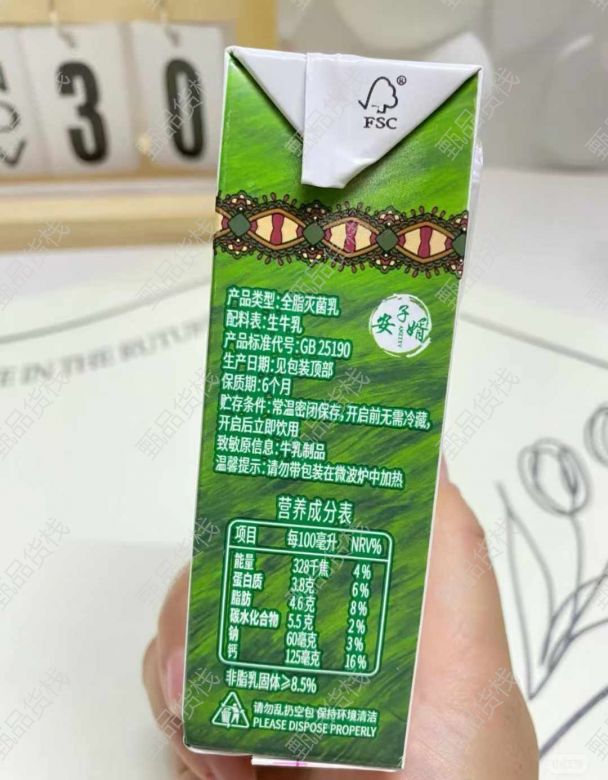 30
FSC
产品类型:全脂灭菌乳
配料表:生牛乳
产品标准代号:GB 25190
生产日期:见包装顶部
保质期:6个月
贮存条件:常温密闭保存,开启前无需冷藏,
开启后立即饮用
致敏原信息:牛乳制品
温馨提示:请勿带包装在微波炉中加热
安子婿
营养成分表
项目 每100毫升 NRV%
能量 328千焦 4%
蛋白质 3.8克 6%
脂肪 4.6克 8%
碳水化合物 5.5克 2%
钠 60毫克 3%
钙 125毫克 16%
非脂乳固体≥8.5%
请勿乱扔空包 保持环境清洁
PLEASE DISPOSE PROPERLY
E IN THE
甄品货栈